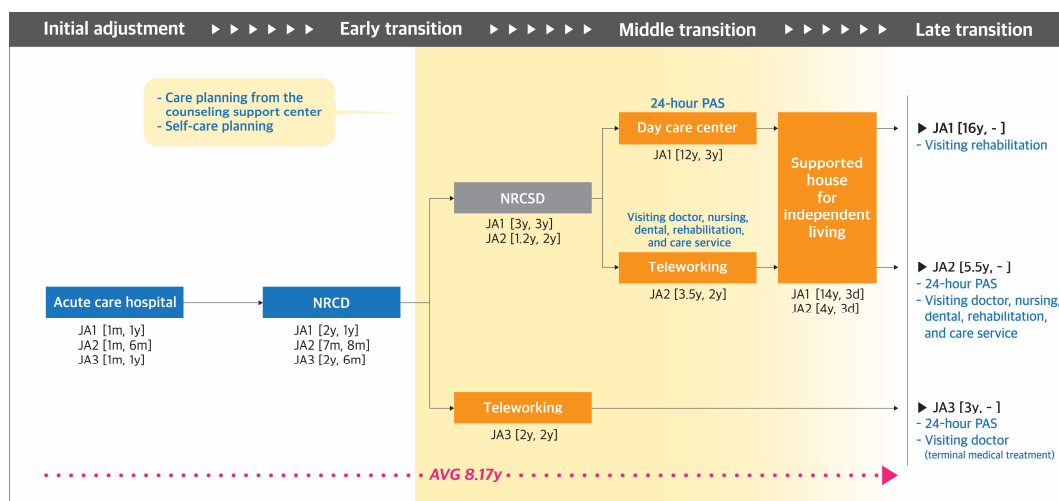 Initial adjustment ▶ ▶ ▶ ▶ ▶ ▶ Early transition ▶ ▶ ▶ ▶ ▶ ▶ Middle transition ▶ ▶ ▶ ▶ ▶ ▶ Late transition
- Care planning from the
counseling support center
- Self-care planning
24-hour PAS
Day care center
JA1 [12y, 3y]
Supported
house
for
independent
living
JA1 [14y, 3d]
JA2 [4y, 3d]
▶ JA1 [16y, - ]
- Visiting rehabilitation
NRCSD
JA1 [3y, 3y]
JA2 [1.2y, 2y]
Visiting doctor, nursing,
dental, rehabilitation,
and care service
Teleworking
JA2 [3.5y, 2y]
▶ JA2 [5.5y, - ]
- 24-hour PAS
- Visiting doctor, nursing,
dental, rehabilitation,
and care service
Acute care hospital
JA1 [1m, 1y]
JA2 [1m, 6m]
JA3 [1m, 1y]
NRCD
JA1 [2y, 1y]
JA2 [7m, 8m]
JA3 [2y, 6m]
Teleworking
JA3 [2y, 2y]
▶ JA3 [3y, - ]
- 24-hour PAS
- Visiting doctor
(terminal medical treatment)
AVG 8.17y